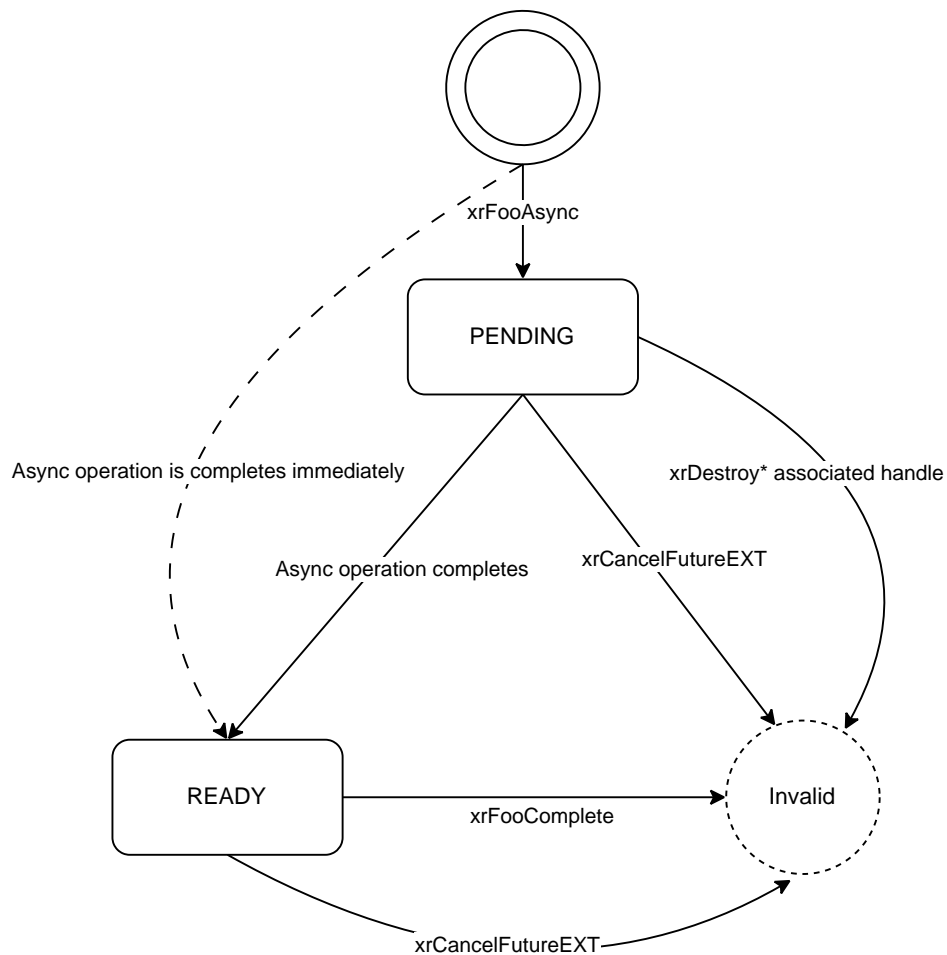 xrFooAsync
PENDING
Async operation is completes immediately
xrDestroy* associated handle
xrCancelFutureEXT
Async operation completes
READY
Invalid
xrFooComplete
xrCancelFutureEXT